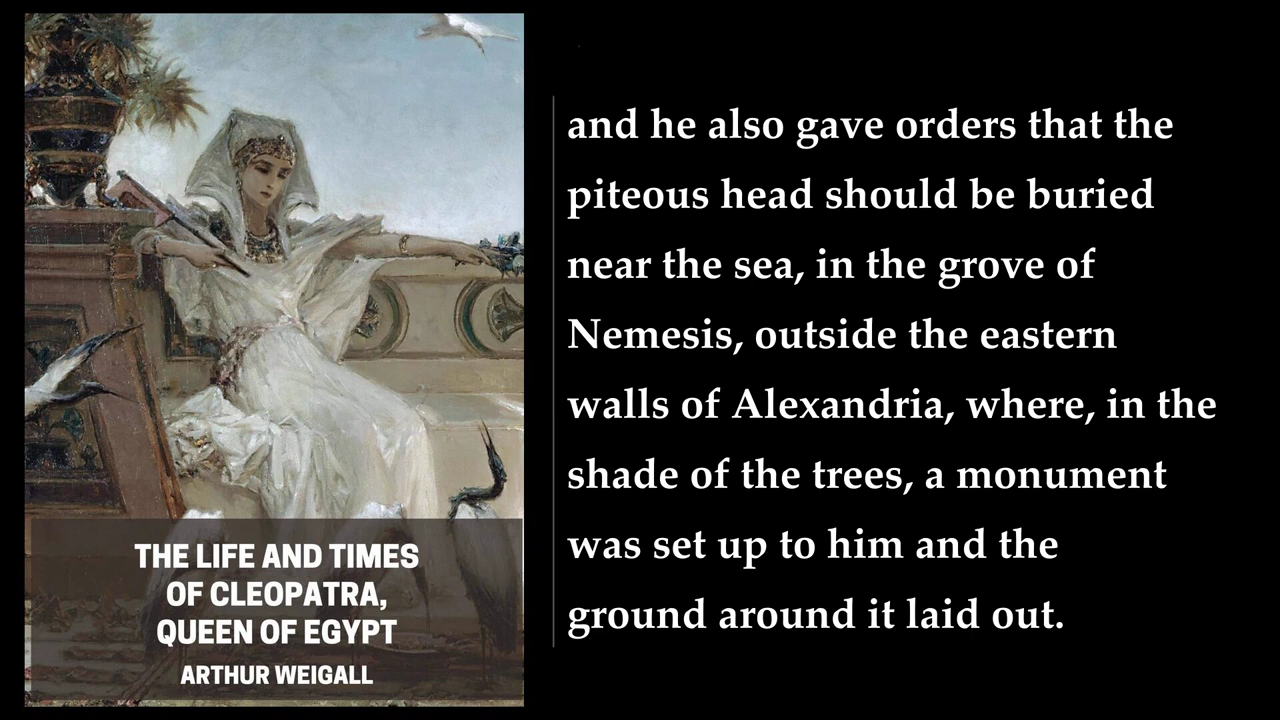 THE LIFE AND TIMES
OF CLEOPATRA,
QUEEN OF EGYPT
ARTHUR WEIGALL
and he also gave orders that the
piteous head should be buried
near the sea, in the grove of
Nemesis, outside the eastern
walls of Alexandria, where, in the
shade of the trees, a monument
was set up to him and the
ground around it laid out.